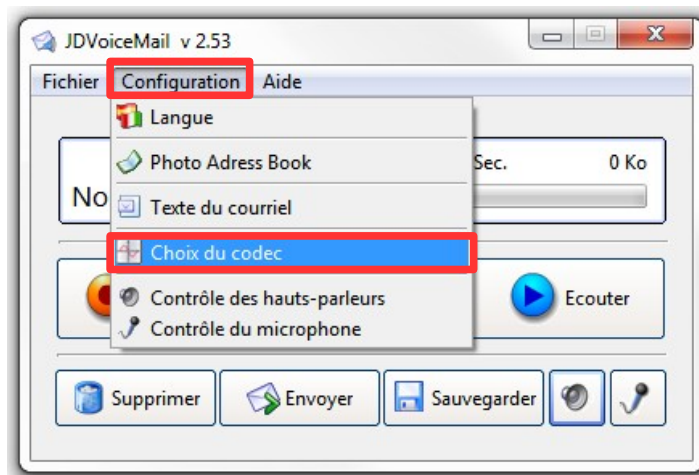 JDVoiceMail v 2.53
Fichier Configuration Aide
Langue
Photo Adress Book
Sec. 0 Ko
No
Texte du courriel
Choix du codec
Contrôle des hauts-parleurs
Ecouter
Contrôle du microphone
Supprimer Envoyer Sauvegarder